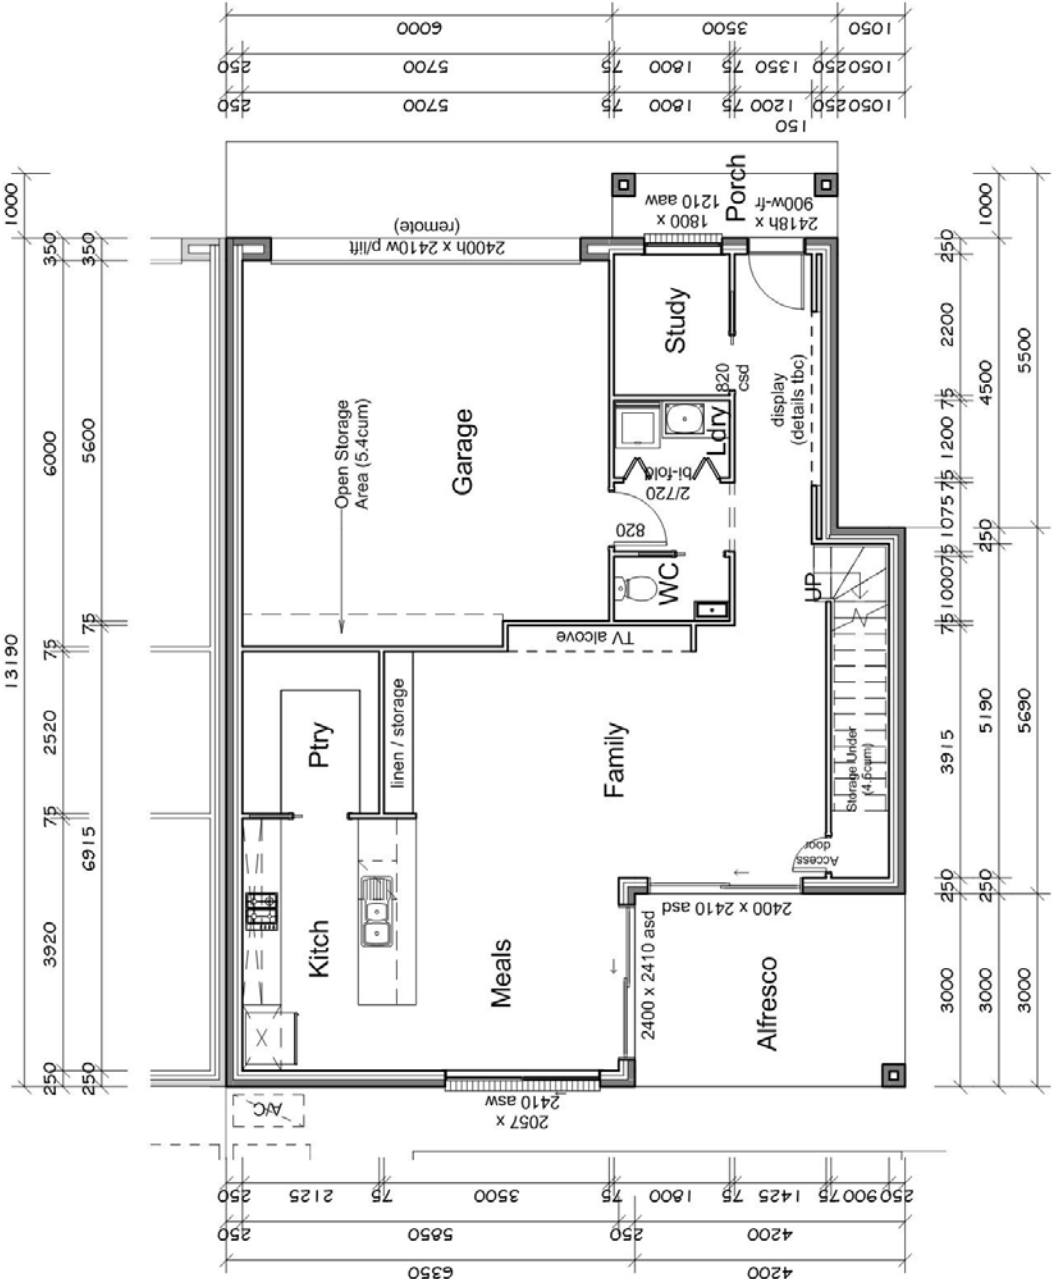 6000
3500
1050
250
5700
75
1800
75
1350
250
1050
250
5700
75
1800
75
1200
250
1050
150
13190
1000
350
6000
75
2520
75
3920
250
350
5600
75
6915
250
2400h x 2410w p/lift
(remote)
1800 x
1210 aaw
Porch
2418h x
900w-fr
Study
820
csd
display
(details tbc)
Open Storage
Area (5.4cum)
Garage
Ldry
2/720
bi-fold
820
WC
UP
TV alcove
Ptry
linen / storage
Family
Storage Under
(4.5cum)
Access
door
Kitch
Meals
2400 x 2410 asd
2400 x 2410 asd
Alfresco
2057 x
2410 asw
A/C
250
2200
75
1200
75
1075
75
1000
75
3915
250
3000
1000
4500
250
5190
250
3000
5500
5690
3000
250
2125
75
3500
75
1800
75
1425
75
900
250
250
5850
250
4200
6350
4200